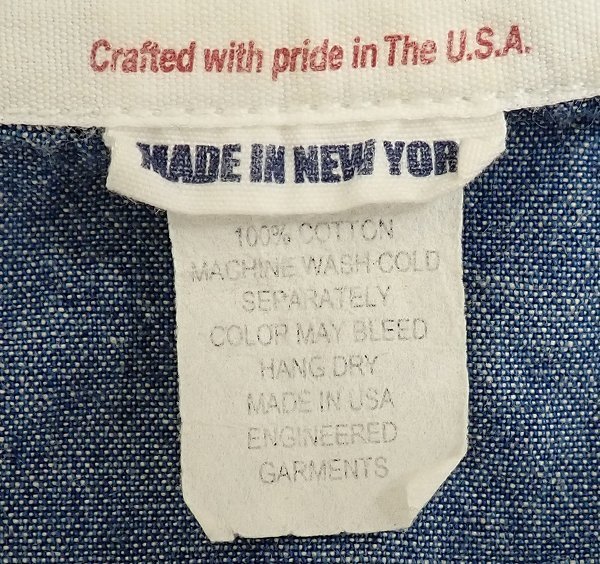 Crafted with pride in The U.S.A.
MADE IN NEW YOR
100% COTTON
MACHINE WASH COLD
SEPARATELY
COLOR MAY BLEED
HANG DRY
MADE IN USA
ENGINEERED
GARMENTS